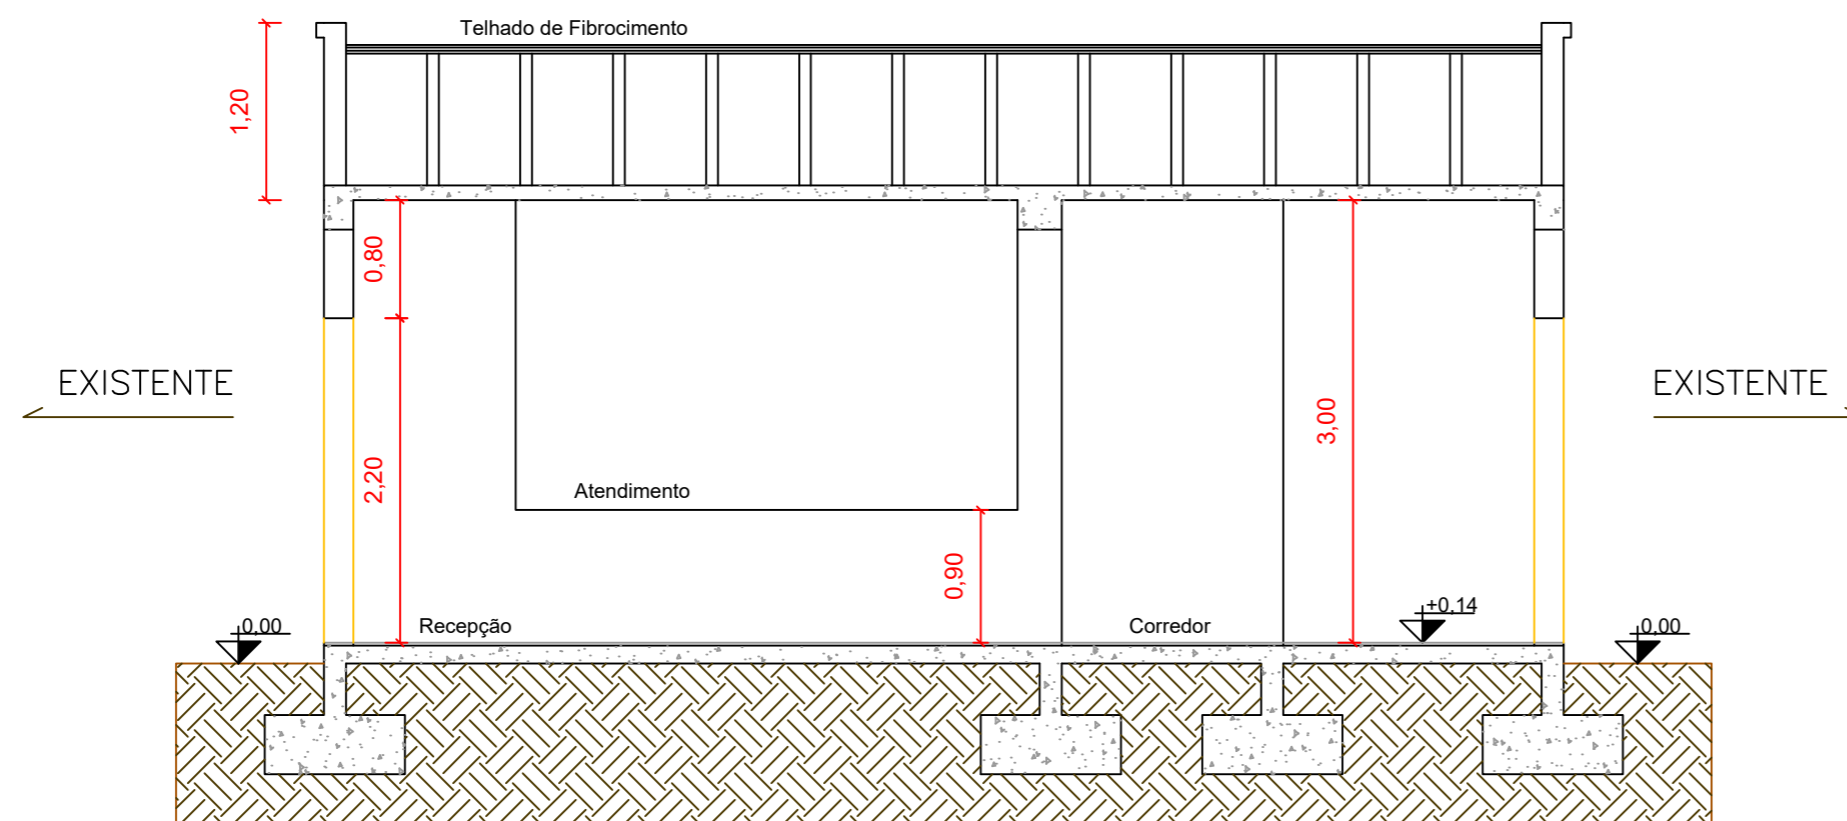 Telhado de Fibrocimento
1,20
0,80
EXISTENTE
EXISTENTE
3,00
2,20
Atendimento
0,90
+0,14
0,00
Recepção
Corredor
0,00